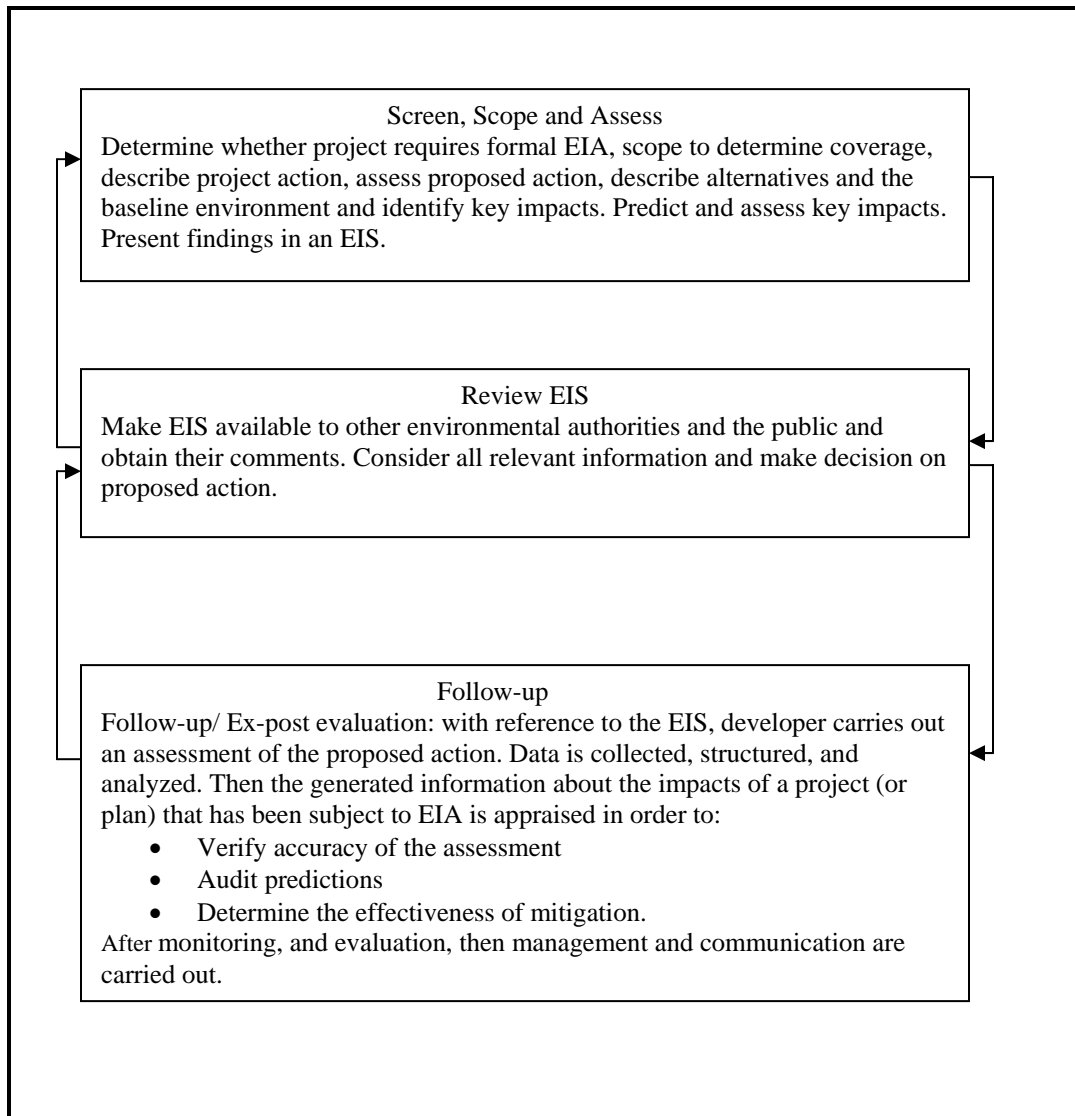 Screen, Scope and Assess
Determine whether project requires formal EIA, scope to determine coverage,
describe project action, assess proposed action, describe alternatives and the
baseline environment and identify key impacts. Predict and assess key impacts.
Present findings in an EIS.
Review EIS
Make EIS available to other environmental authorities and the public and
obtain their comments. Consider all relevant information and make decision on
proposed action.
Follow-up
Follow-up/ Ex-post evaluation: with reference to the EIS, developer carries out
an assessment of the proposed action. Data is collected, structured, and
analyzed. Then the generated information about the impacts of a project (or
plan) that has been subject to EIA is appraised in order to:
• Verify accuracy of the assessment
• Audit predictions
• Determine the effectiveness of mitigation.
After monitoring, and evaluation, then management and communication are
carried out.